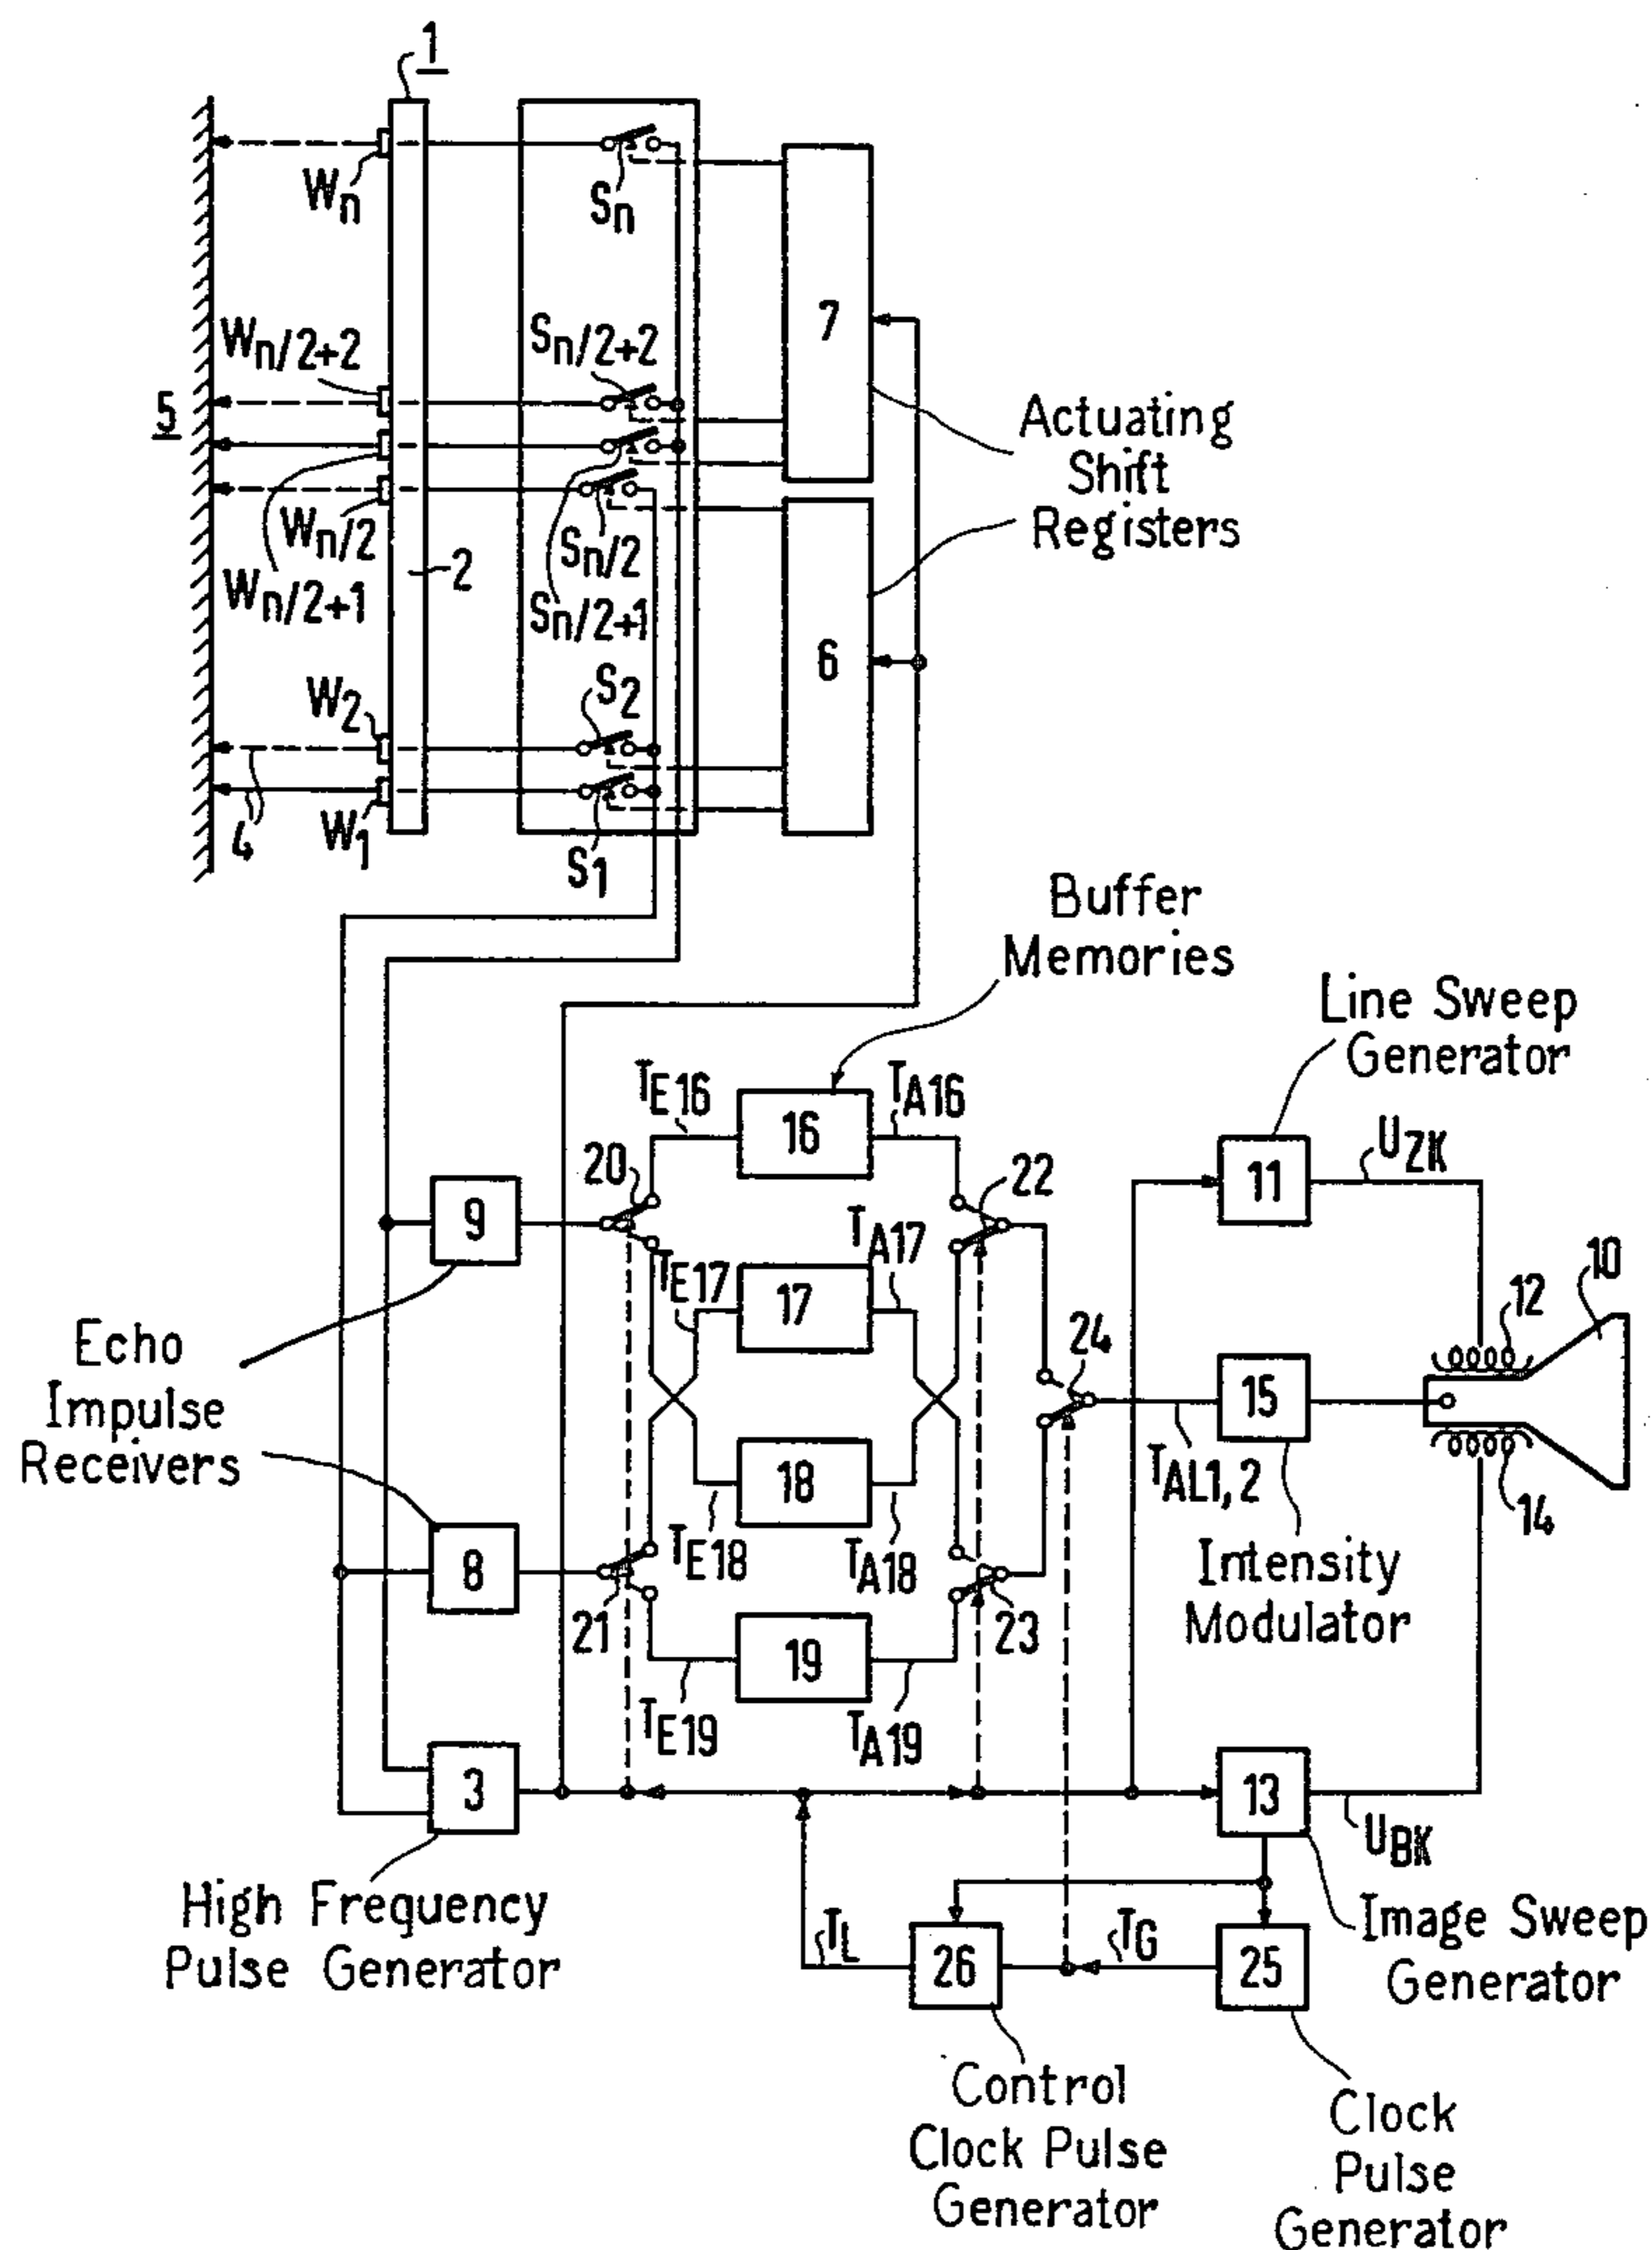 1
Wn
Sn
7
Wn/2+2
Sn/2+2
5
Actuating
Shift
Registers
Wn/2
Sn/2
2
Wn/2+1
Sn/2+1
6
W2
S2
4
W1
S1
Buffer
Memories
Line Sweep
Generator
TE16
16
TA16
11
UZK
20
22
9
TE17
17
TA17
10
12
24
Echo
Impulse
Receivers
15
TAL1,2
14
18
TE18
TA18
Intensity
Modulator
8
21
23
19
TE19
TA19
3
13
UBK
High Frequency
Pulse Generator
Image Sweep
Generator
TL
26
TG
25
Control
Clock Pulse
Generator
Clock
Pulse
Generator